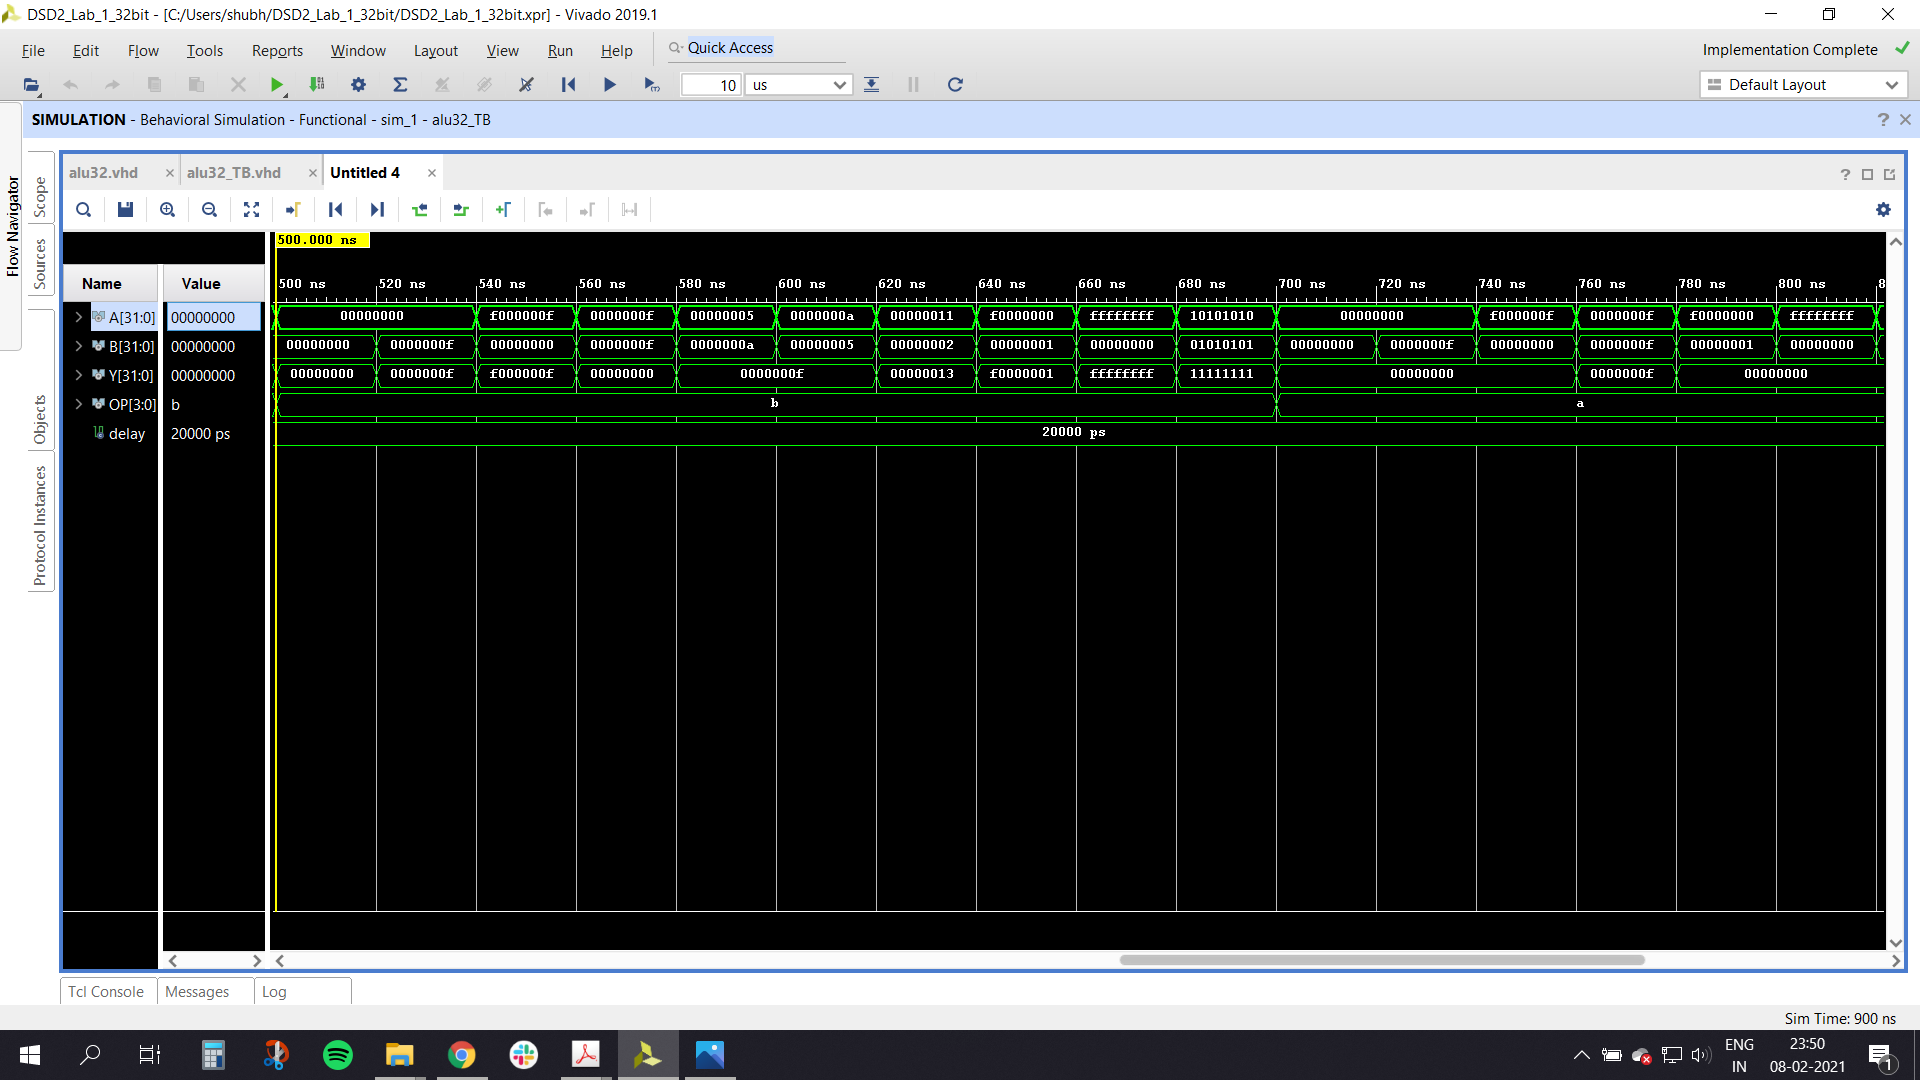 DSD2_Lab_1_32bit - [C:/Users/shubh/DSD2_Lab_1_32bit/DSD2_Lab_1_32bit.xpr] - Vivado 2019.1
File Edit Flow Tools Reports Window Layout View Run Help Quick Access Implementation Complete
10 us Default Layout
SIMULATION - Behavioral Simulation - Functional - sim_1 - alu32_TB
Flow Navigator
Scope
Sources
Objects
Protocol Instances
alu32.vhd alu32_TB.vhd Untitled 4
500.000 ns
Name Value 500 ns 520 ns 540 ns 560 ns 580 ns 600 ns 620 ns 640 ns 660 ns 680 ns 700 ns 720 ns 740 ns 760 ns 780 ns 800 ns 8
A[31:0] 00000000 00000000 f000000f 0000000f 00000005 0000000a 00000011 f0000000 ffffffff 10101010 00000000 f000000f 0000000f f0000000 ffffffff
B[31:0] 00000000 00000000 0000000f 00000000 0000000f 0000000a 00000005 00000002 00000001 00000000 01010101 00000000 0000000f 00000000 0000000f 00000001 00000000
Y[31:0] 00000000 00000000 0000000f f000000f 00000000 0000000f 00000013 f0000001 ffffffff 11111111 00000000 0000000f 00000000
OP[3:0] b b a
delay 20000 ps 20000 ps
Tcl Console Messages Log
Sim Time: 900 ns
ENG 23:50
IN 08-02-2021
1